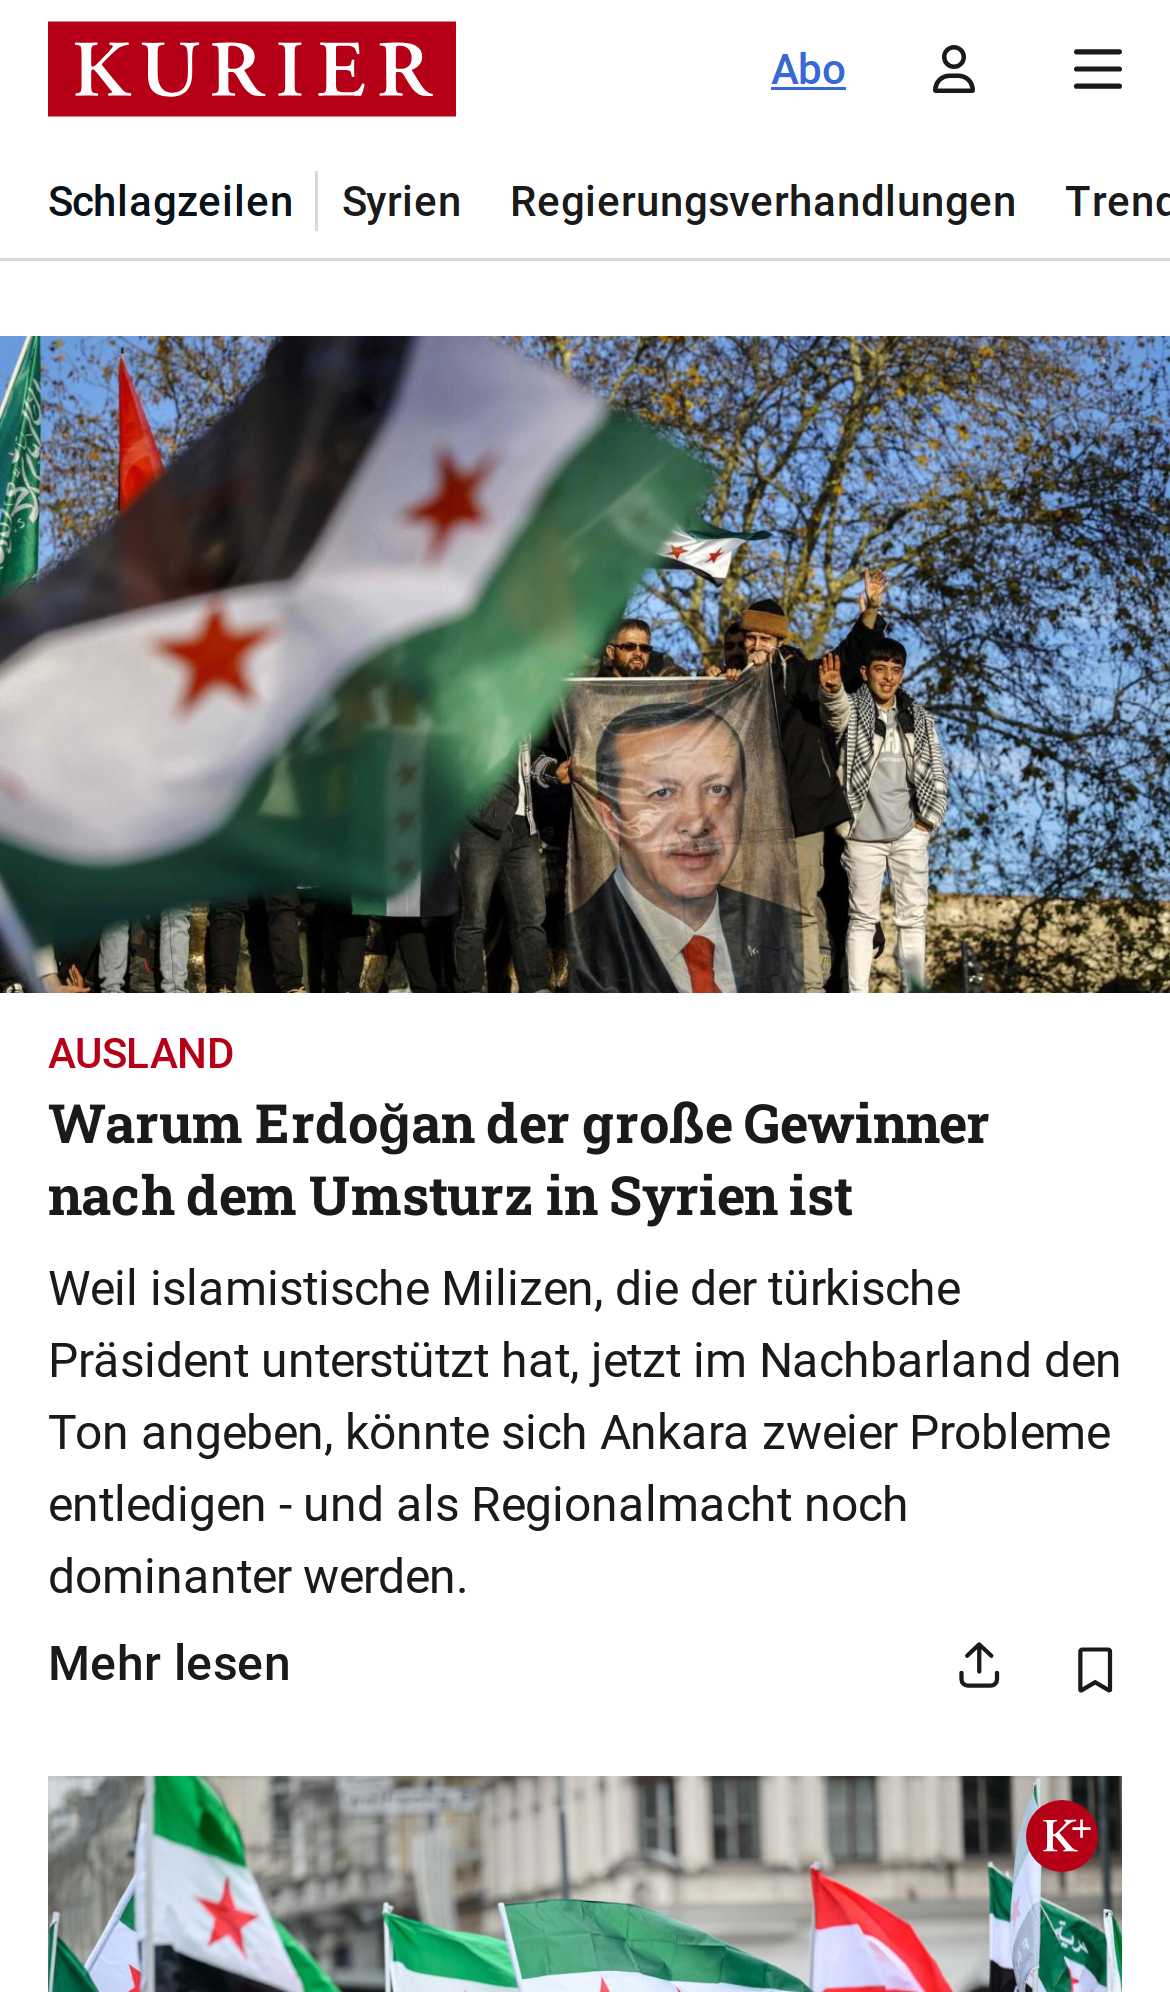 KURIER
Abo
Schlagzeilen
Syrien
Regierungsverhandlungen
Trend
AUSLAND
Warum Erdoğan der große Gewinner
nach dem Umsturz in Syrien ist
Weil islamistische Milizen, die der türkische
Präsident unterstützt hat, jetzt im Nachbarland den
Ton angeben, könnte sich Ankara zweier Probleme
entledigen - und als Regionalmacht noch
dominanter werden.
Mehr lesen
K+